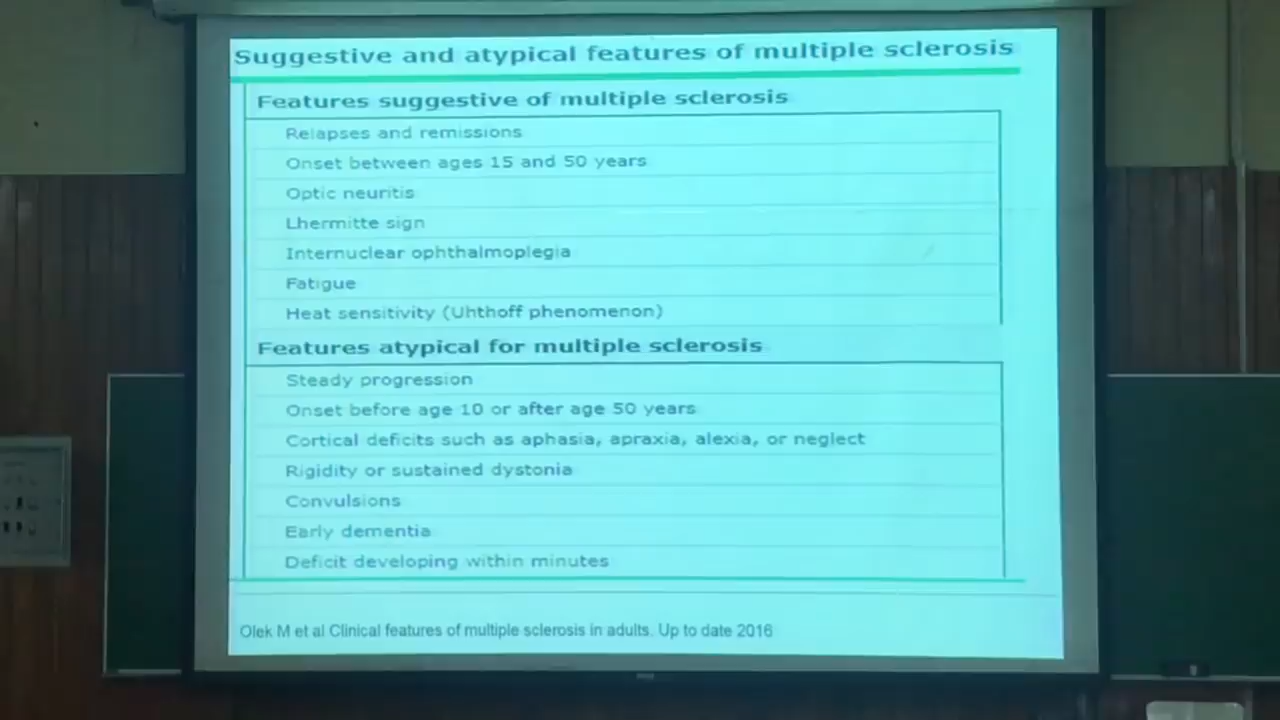 Suggestive and atypical features of multiple sclerosis
Features suggestive of multiple sclerosis
Relapses and remissions
Onset between ages 15 and 50 years
Optic neuritis
Lhermitte sign
Internuclear ophthalmoplegia
Fatigue
Heat sensitivity (Uhthoff phenomenon)
Features atypical for multiple sclerosis
Steady progression
Onset before age 10 or after age 50 years
Cortical deficits such as aphasia, apraxia, alexia, or neglect
Rigidity or sustained dystonia
Convulsions
Early dementia
Deficit developing within minutes
Olek M et al Clinical features of multiple sclerosis in adults. Up to date 2016